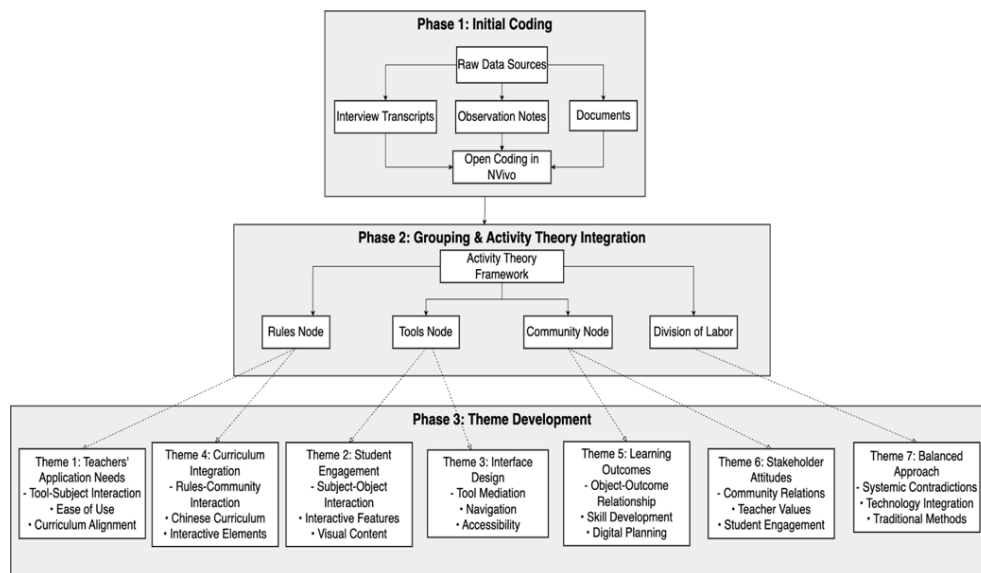 Phase 1: Initial Coding
Raw Data Sources
Interview Transcripts
Observation Notes
Documents
Open Coding in
NVivo
Phase 2: Grouping & Activity Theory Integration
Activity Theory
Framework
Rules Node
Tools Node
Community Node
Division of Labor
Phase 3: Theme Development
Theme 1: Teachers'
Application Needs
- Tool-Subject Interaction
• Ease of Use
• Curriculum Alignment
Theme 4: Curriculum
Integration
- Rules-Community
Interaction
• Chinese Curriculum
• Interactive Elements
Theme 2: Student
Engagement
- Subject-Object
Interaction
• Interactive Features
• Visual Content
Theme 3: Interface
Design
- Tool Mediation
• Navigation
• Accessibility
Theme 5: Learning
Outcomes
- Object-Outcome
Relationship
• Skill Development
• Digital Planning
Theme 6: Stakeholder
Attitudes
- Community Relations
• Teacher Values
• Student Engagement
Theme 7: Balanced
Approach
- Systemic Contradictions
• Technology Integration
• Traditional Methods